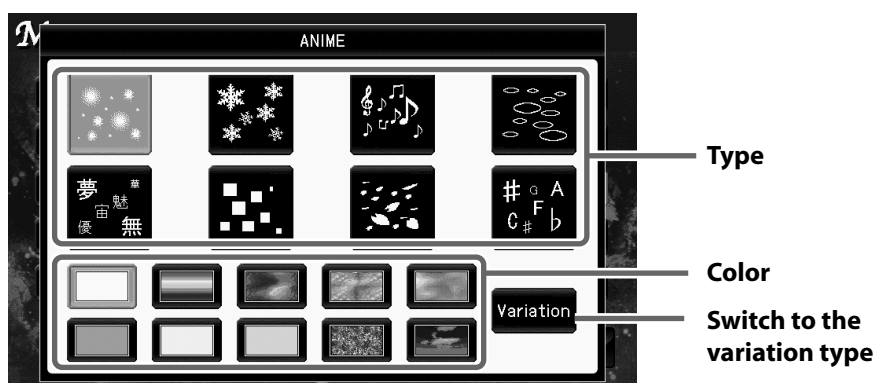 M
ANIME
Type
夢 華
宙 魅
優 無
# G A
C # F ♭
Color
Variation
Switch to the
variation type